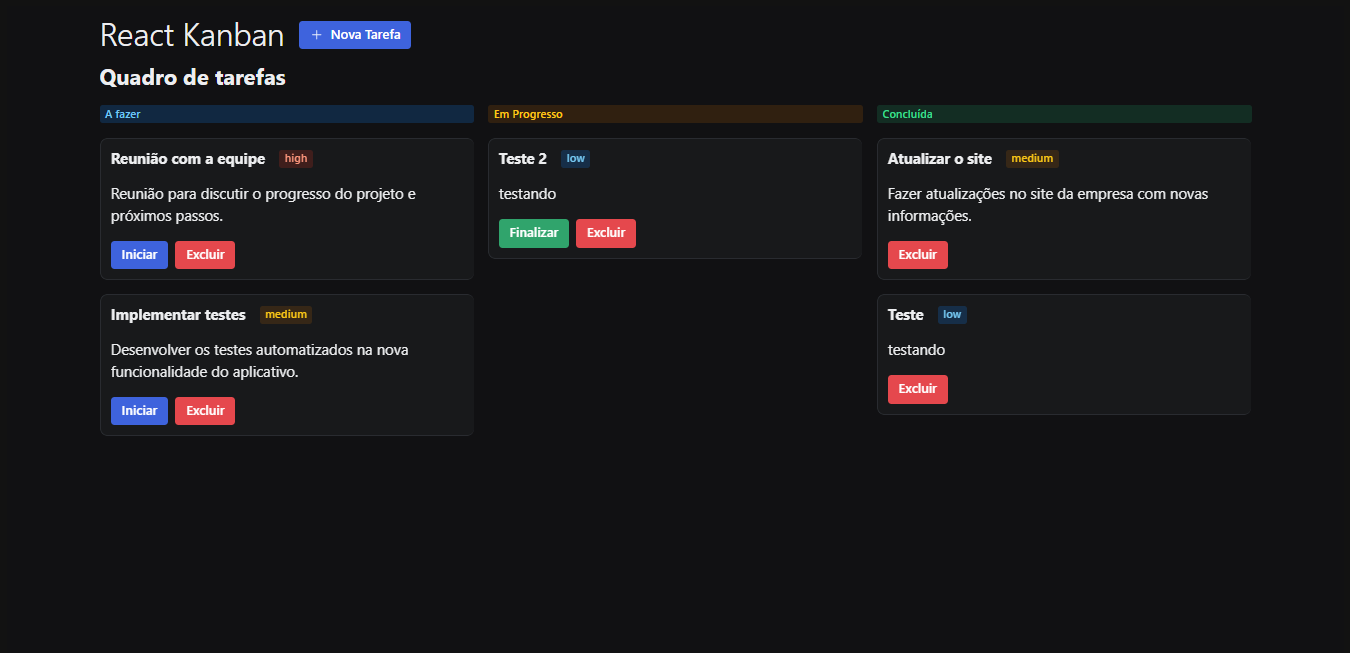 React Kanban
+ Nova Tarefa
Quadro de tarefas
A fazer
Reunião com a equipe high
Reunião para discutir o progresso do projeto e
próximos passos.
Iniciar Excluir
Implementar testes medium
Desenvolver os testes automatizados na nova
funcionalidade do aplicativo.
Iniciar Excluir
Em Progresso
Teste 2 low
testando
Finalizar Excluir
Concluída
Atualizar o site medium
Fazer atualizações no site da empresa com novas
informações.
Excluir
Teste low
testando
Excluir